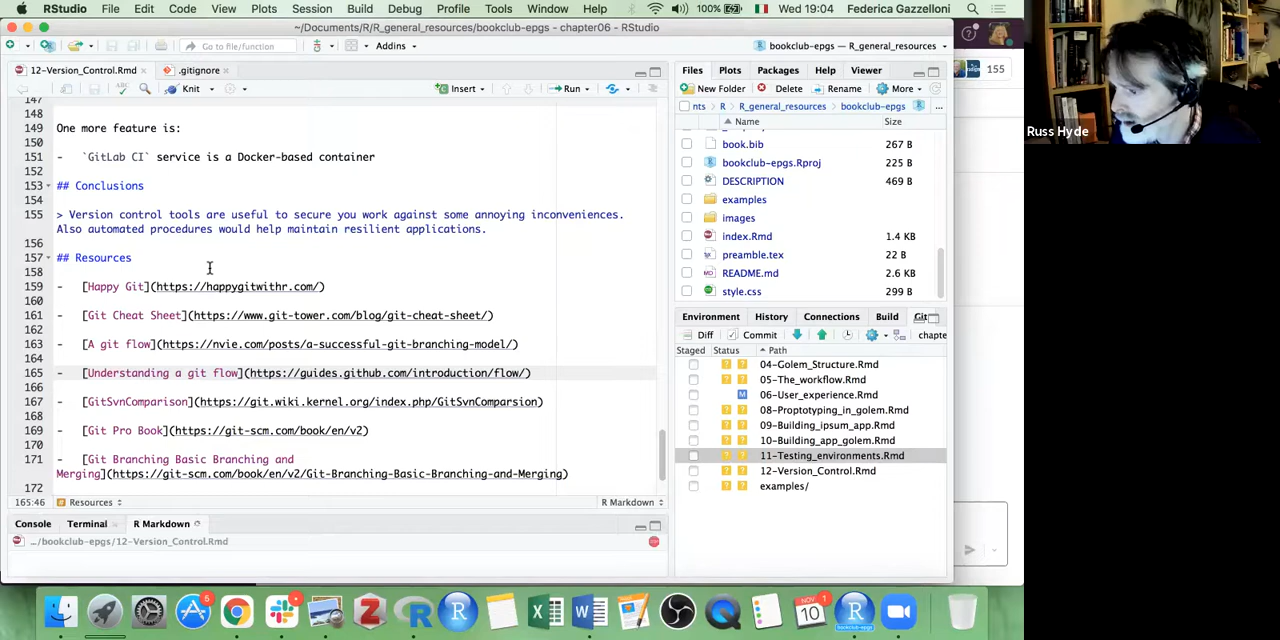 RStudio File Edit Code View Plots Session Build Debug Profile Tools Window Help 100% Wed 19:04 Federica Gazzelloni
~/Documents/R/R_general_resources/bookclub-epgs - chapter06 - RStudio
Go to file/function Addins bookclub-epgs — R_general_resources
12-Version_Control.Rmd .gitignore
Knit Insert Run
147
148
149 One more feature is:
150
151 - `GitLab CI` service is a Docker-based container
152
153 ## Conclusions
154
155 > Version control tools are useful to secure you work against some annoying inconveniences.
Also automated procedures would help maintain resilient applications.
156
157 ## Resources
158
159 - [Happy Git](https://happygitwithr.com/)
160
161 - [Git Cheat Sheet](https://www.git-tower.com/blog/git-cheat-sheet/)
162
163 - [A git flow](https://nvie.com/posts/a-successful-git-branching-model/)
164
165 - [Understanding a git flow](https://guides.github.com/introduction/flow/)
166
167 - [GitSvnComparison](https://git.wiki.kernel.org/index.php/GitSvnComparsion)
168
169 - [Git Pro Book](https://git-scm.com/book/en/v2)
170
171 - [Git Branching Basic Branching and
Merging](https://git-scm.com/book/en/v2/Git-Branching-Basic-Branching-and-Merging)
172
165:46 Resources R Markdown
Console Terminal R Markdown
.../bookclub-epgs/12-Version_Control.Rmd
Files Plots Packages Help Viewer
New Folder Delete Rename More
nts R R_general_resources bookclub-epgs ...
Name Size
book.bib 267 B
bookclub-epgs.Rproj 225 B
DESCRIPTION 469 B
examples
images
index.Rmd 1.4 KB
preamble.tex 22 B
README.md 2.6 KB
style.css 299 B
Environment History Connections Build Git
Diff Commit chapte
Staged Status Path
04-Golem_Structure.Rmd
05-The_workflow.Rmd
M 06-User_experience.Rmd
08-Proptotyping_in_golem.Rmd
09-Building_ipsum_app.Rmd
10-Building_app_golem.Rmd
11-Testing_environments.Rmd
12-Version_Control.Rmd
examples/
155
Russ Hyde
5
NOV
10